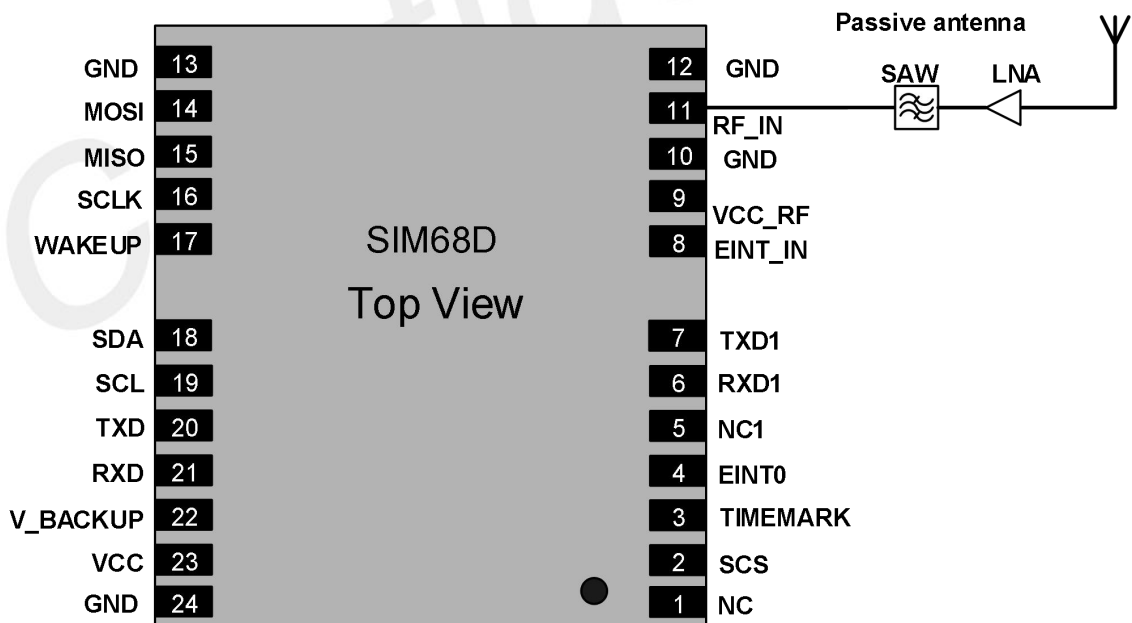 Passive antenna
SAW LNA
GND 13 12 GND
MOSI 14 11 RF_IN
MISO 15 10 GND
SCLK 16 9 VCC_RF
WAKEUP 17 8 EINT_IN
SIM68D
Top View
SDA 18 7 TXD1
SCL 19 6 RXD1
TXD 20 5 NC1
RXD 21 4 EINT0
V_BACKUP 22 3 TIMEMARK
VCC 23 2 SCS
GND 24 1 NC